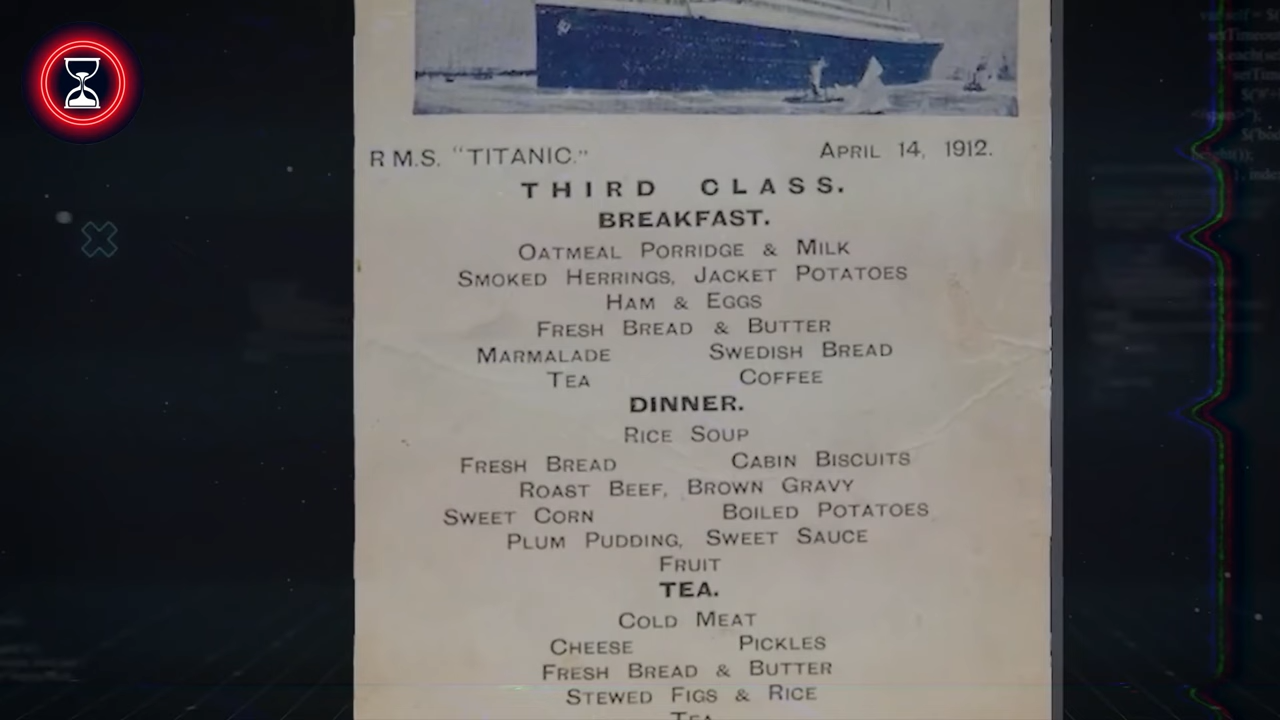 R M.S. "TITANIC." APRIL 14, 1912.
THIRD CLASS.
BREAKFAST.
OATMEAL PORRIDGE & MILK
SMOKED HERRINGS, JACKET POTATOES
HAM & EGGS
FRESH BREAD & BUTTER
MARMALADE SWEDISH BREAD
TEA COFFEE
DINNER.
RICE SOUP
FRESH BREAD CABIN BISCUITS
ROAST BEEF, BROWN GRAVY
SWEET CORN BOILED POTATOES
PLUM PUDDING, SWEET SAUCE
FRUIT
TEA.
COLD MEAT
CHEESE PICKLES
FRESH BREAD & BUTTER
STEWED FIGS & RICE
TEA